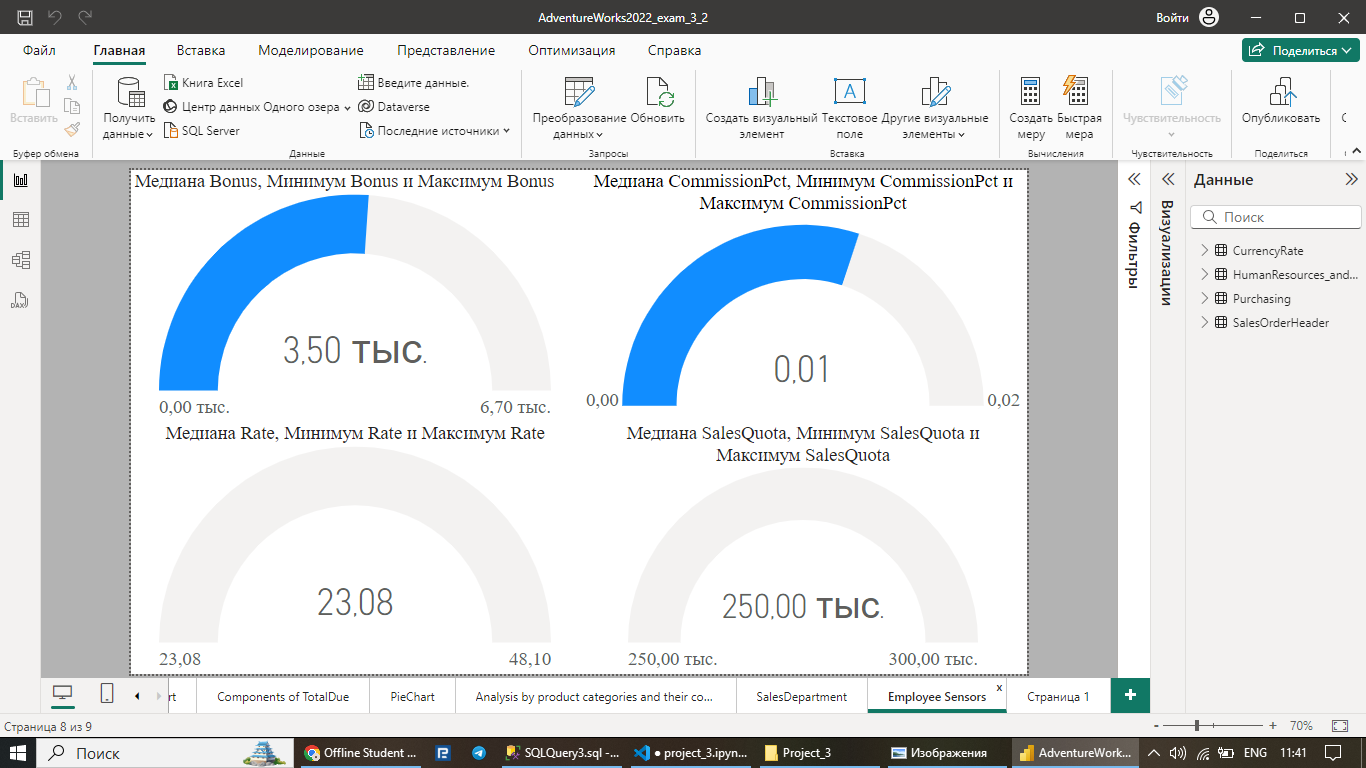 AdventureWorks2022_exam_3_2
Войти
Файл
Главная
Вставка
Моделирование
Представление
Оптимизация
Справка
Поделиться
Вставить
Буфер обмена
Получить
данные
Книга Excel
Центр данных Одного озера
SQL Server
Введите данные.
Dataverse
Последние источники
Данные
Преобразование
данных
Обновить
Запросы
Создать визуальный
элемент
Текстовое
поле
Другие визуальные
элементы
Вставка
Создать
меру
Быстрая
мера
Вычисления
Чувствительность
Чувствительность
Опубликовать
Поделиться
DAX
Медиана Bonus, Минимум Bonus и Максимум Bonus
3,50 тыс.
0,00 тыс.
6,70 тыс.
Медиана CommissionPct, Минимум CommissionPct и
Максимум CommissionPct
0,01
0,00
0,02
Медиана Rate, Минимум Rate и Максимум Rate
23,08
23,08
48,10
Медиана SalesQuota, Минимум SalesQuota и
Максимум SalesQuota
250,00 тыс.
250,00 тыс.
300,00 тыс.
Фильтры
Визуализации
Данные
Поиск
CurrencyRate
HumanResources_and...
Purchasing
SalesOrderHeader
rt
Components of TotalDue
PieChart
Analysis by product categories and their co...
SalesDepartment
Employee Sensors
x
Страница 1
+
Страница 8 из 9
- + 70%
Поиск
Offline Student ...
SQLQuery3.sql - ...
project_3.ipyn...
Project_3
Изображения
AdventureWork...
ENG
11:41